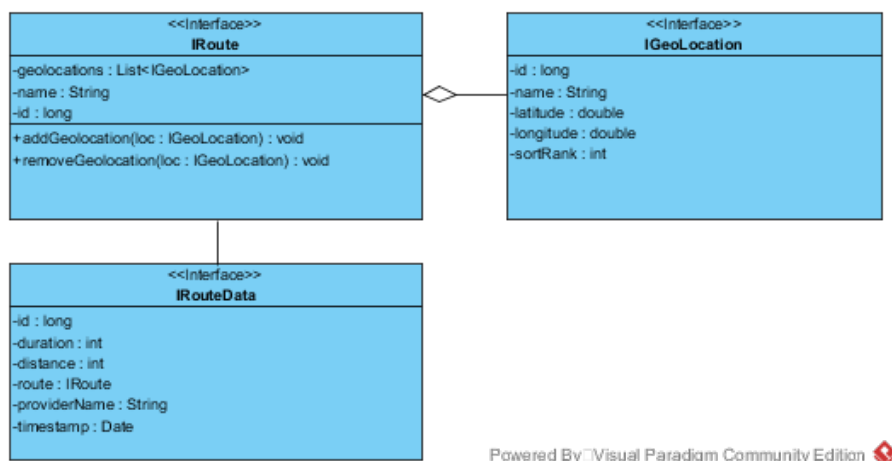 <<Interface>>
IRoute
-geolocations : List<IGeoLocation>
-name : String
-id : long
+addGeolocation(loc : IGeoLocation) : void
+removeGeolocation(loc : IGeoLocation) : void
<<Interface>>
IGeoLocation
-id : long
-name : String
-latitude : double
-longitude : double
-sortRank : int
<<Interface>>
IRouteData
-id : long
-duration : int
-distance : int
-route : IRoute
-providerName : String
-timestamp : Date
Powered By□Visual Paradigm Community Edition